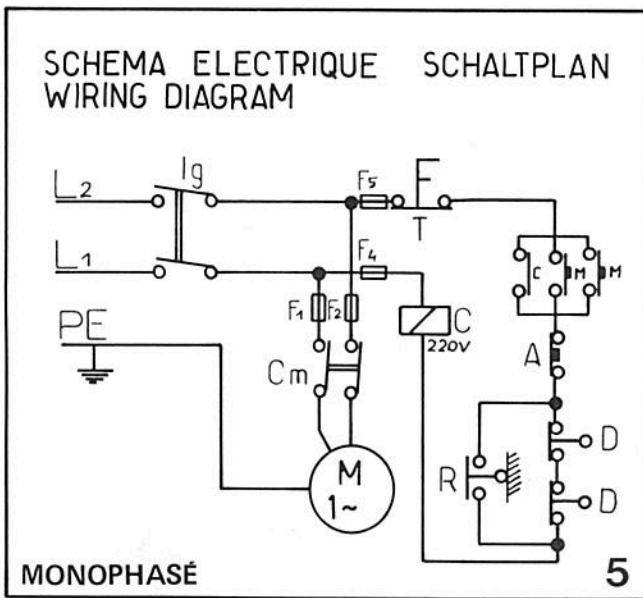 SCHEMA ELECTRIQUE SCHALTPLAN
WIRING DIAGRAM
L2 Ig F5 F
T
L1 F4 C M M
F1 F2 C
220V
PE
Cm A
D
R D
M
1~
MONOPHASÉ 5